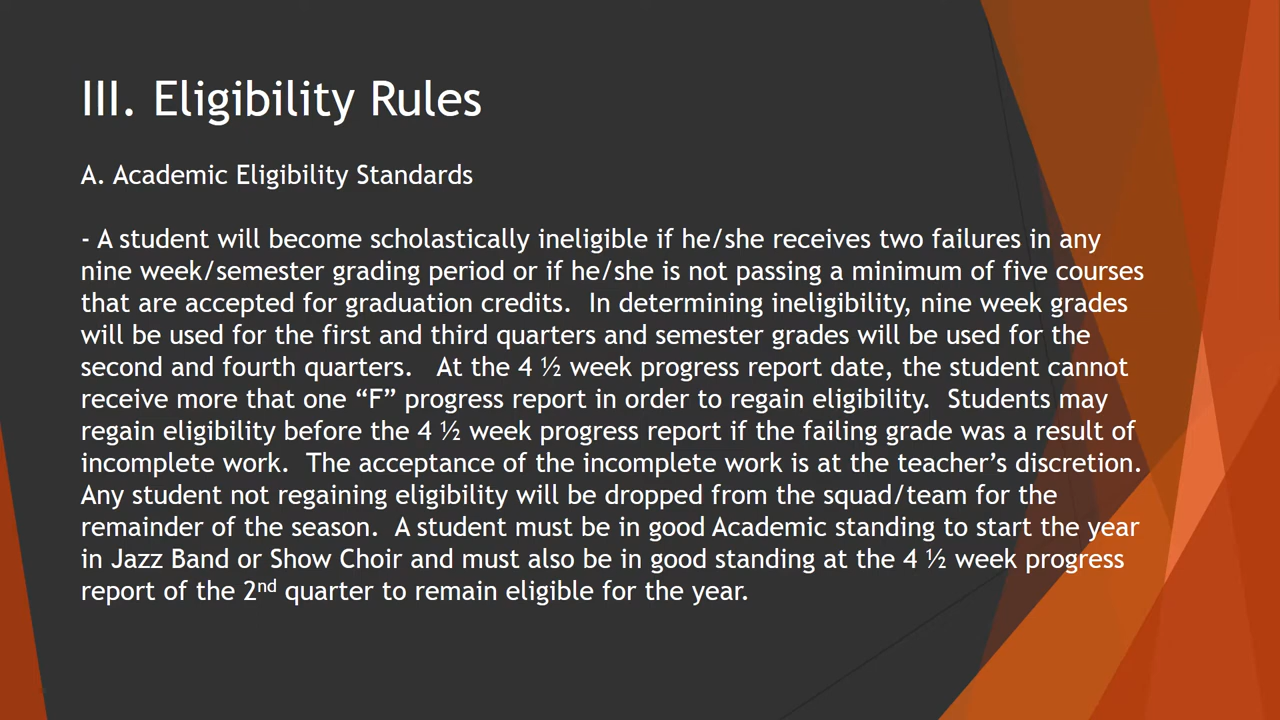 III. Eligibility Rules
A. Academic Eligibility Standards
- A student will become scholastically ineligible if he/she receives two failures in any
nine week/semester grading period or if he/she is not passing a minimum of five courses
that are accepted for graduation credits.  In determining ineligibility, nine week grades
will be used for the first and third quarters and semester grades will be used for the
second and fourth quarters.   At the 4 ½ week progress report date, the student cannot
receive more that one “F” progress report in order to regain eligibility.  Students may
regain eligibility before the 4 ½ week progress report if the failing grade was a result of
incomplete work.  The acceptance of the incomplete work is at the teacher’s discretion.
Any student not regaining eligibility will be dropped from the squad/team for the
remainder of the season.  A student must be in good Academic standing to start the year
in Jazz Band or Show Choir and must also be in good standing at the 4 ½ week progress
report of the 2nd quarter to remain eligible for the year.